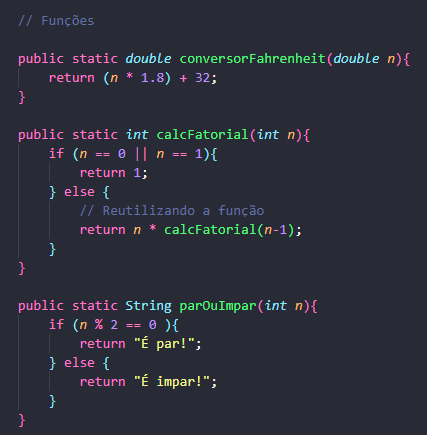 // Funções
public static double conversorFahrenheit(double n){
return (n * 1.8) + 32;
}
public static int calcFatorial(int n){
if (n == 0 || n == 1){
return 1;
} else {
// Reutilizando a função
return n * calcFatorial(n-1);
}
}
public static String parOuImpar(int n){
if (n % 2 == 0 ){
return "É par!";
} else {
return "É impar!";
}
}